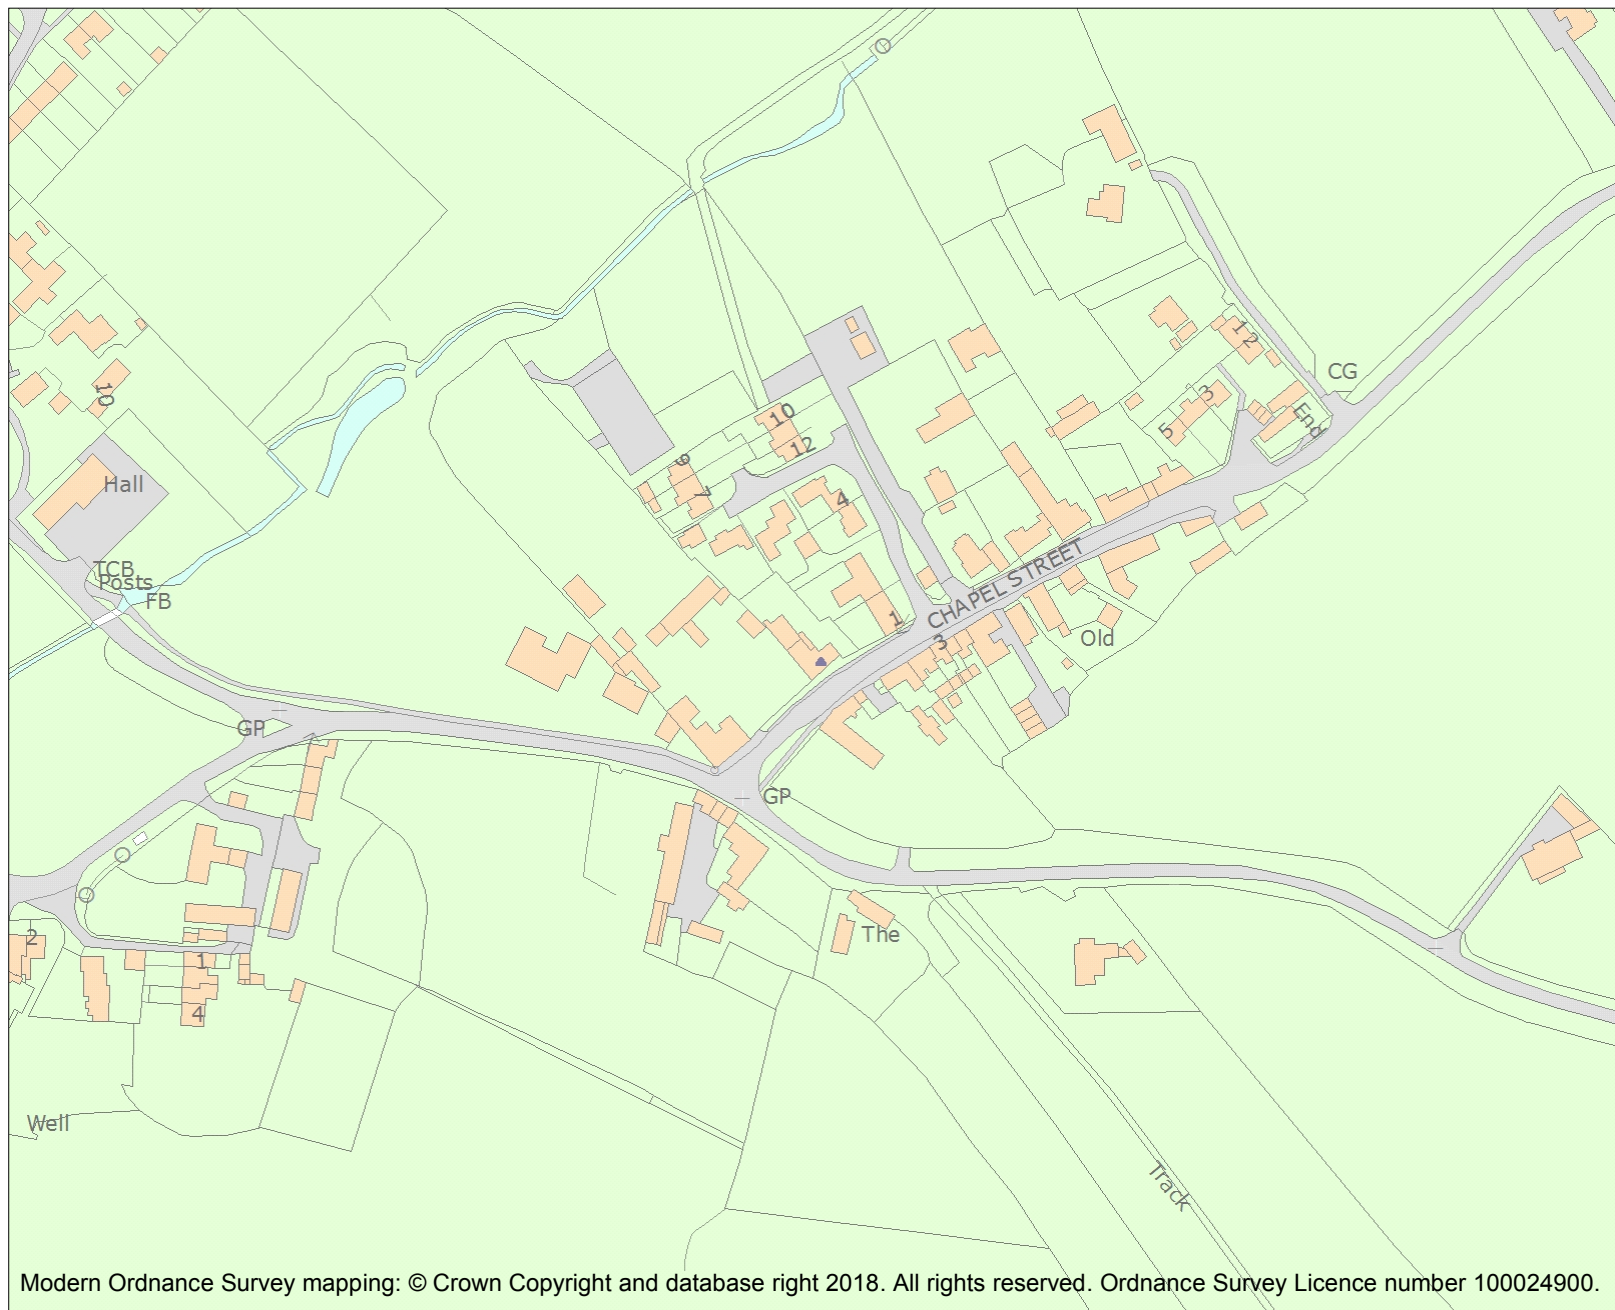 12
CG
10
3
End
10
5
12
9
Hall
7
4
CHAPEL STREET
TCB
Posts
FB
1
3
Old
GP
GP
The
2
1
4
Well
Track
Modern Ordnance Survey mapping: © Crown Copyright and database right 2018. All rights reserved. Ordnance Survey Licence number 100024900.